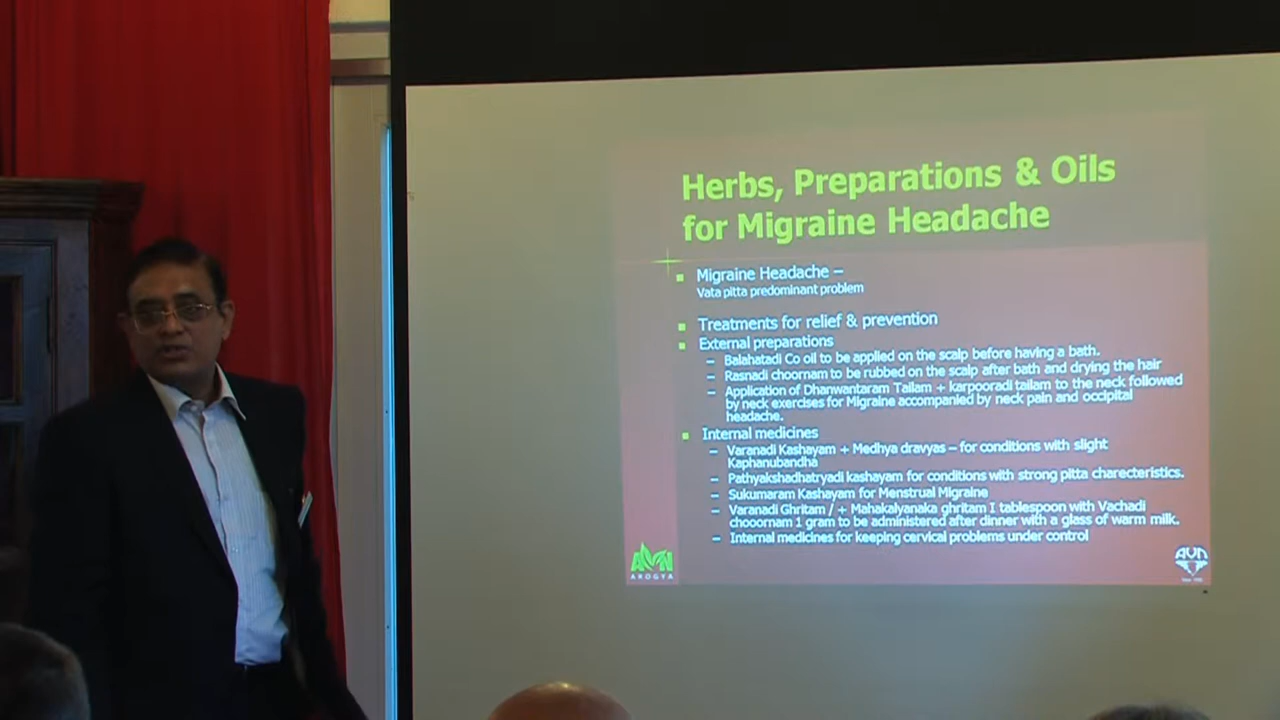 Herbs, Preparations & Oils
for Migraine Headache
Migraine Headache –
Vata pitta predominant problem
Treatments for relief & prevention
External preparations
– Balahatadi Co oil to be applied on the scalp before having a bath.
– Rasnadi choornam to be rubbed on the scalp after bath and drying the hair
– Application of Dhanwantaram Tailam + karpooradi tailam to the neck followed
by neck exercises for Migraine accompanied by neck pain and occipital
headache.
Internal medicines
– Varanadi Kashayam + Medhya dravyas – for conditions with slight
Kaphanubandha
– Pathyakshadhatryadi kashayam for conditions with strong pitta charecteristics.
– Sukumaram Kashayam for Menstrual Migraine
– Varanadi Ghritam / + Mahakalyanaka ghritam I tablespoon with Vachadi
chooornam 1 gram to be administered after dinner with a glass of warm milk.
– Internal medicines for keeping cervical problems under control
AVN
AROGYA
AVN